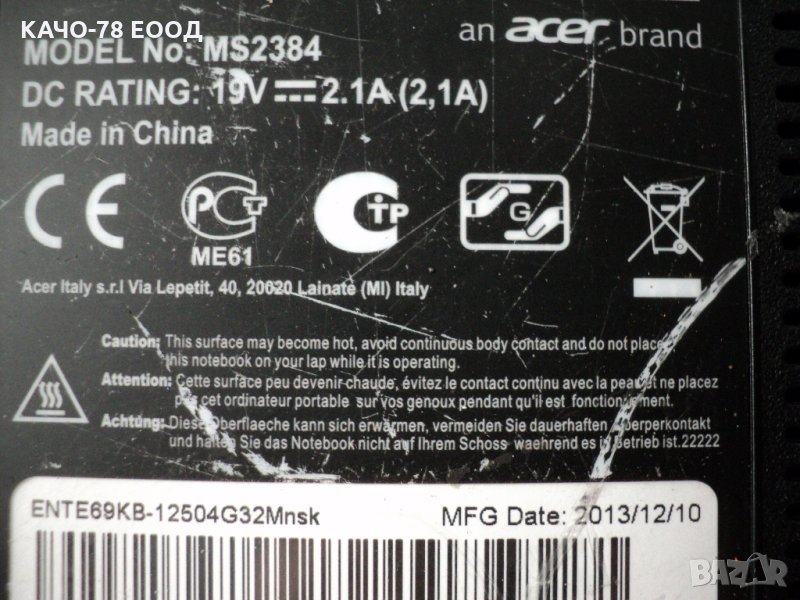 КАЧО-78 ЕООД
an acer brand
MODEL No: MS2384
DC RATING: 19V 2.1A (2,1A)
Made in China
CE
PCT
ME61
C TP
G
Acer Italy s.r.l Via Lepetit, 40, 20020 Lainate (MI) Italy
Caution: This surface may become hot, avoid continuous body contact and do not place
this notebook on your lap while it is operating.
Attention: Cette surface peu devenir-chaude, évitez le contact continu avec la peau et ne placez
pas cet ordinateur portable sur vos genoux pendant qu'il est fonctionnement.
Achtung: Diese Oberflaeche kann sich erwärmen, vermeiden Sie dauerhaften
und halten Sie das Notebook nicht auf Ihrem Schoss waehrend es in Betrieb ist.22222
ENTE69KB-12504G32Mnsk
MFG Date: 2013/12/10
BAZAR